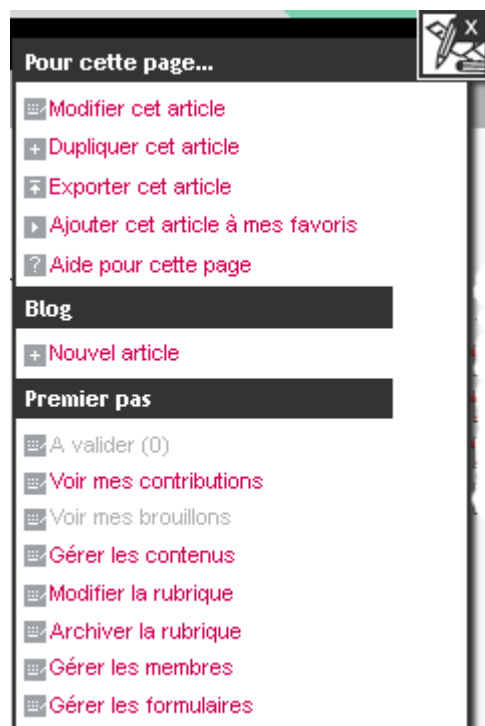 x
Pour cette page...
Modifier cet article
Dupliquer cet article
Exporter cet article
Ajouter cet article à mes favoris
Aide pour cette page
Blog
Nouvel article
Premier pas
A valider (0)
Voir mes contributions
Voir mes brouillons
Gérer les contenus
Modifier la rubrique
Archiver la rubrique
Gérer les membres
Gérer les formulaires